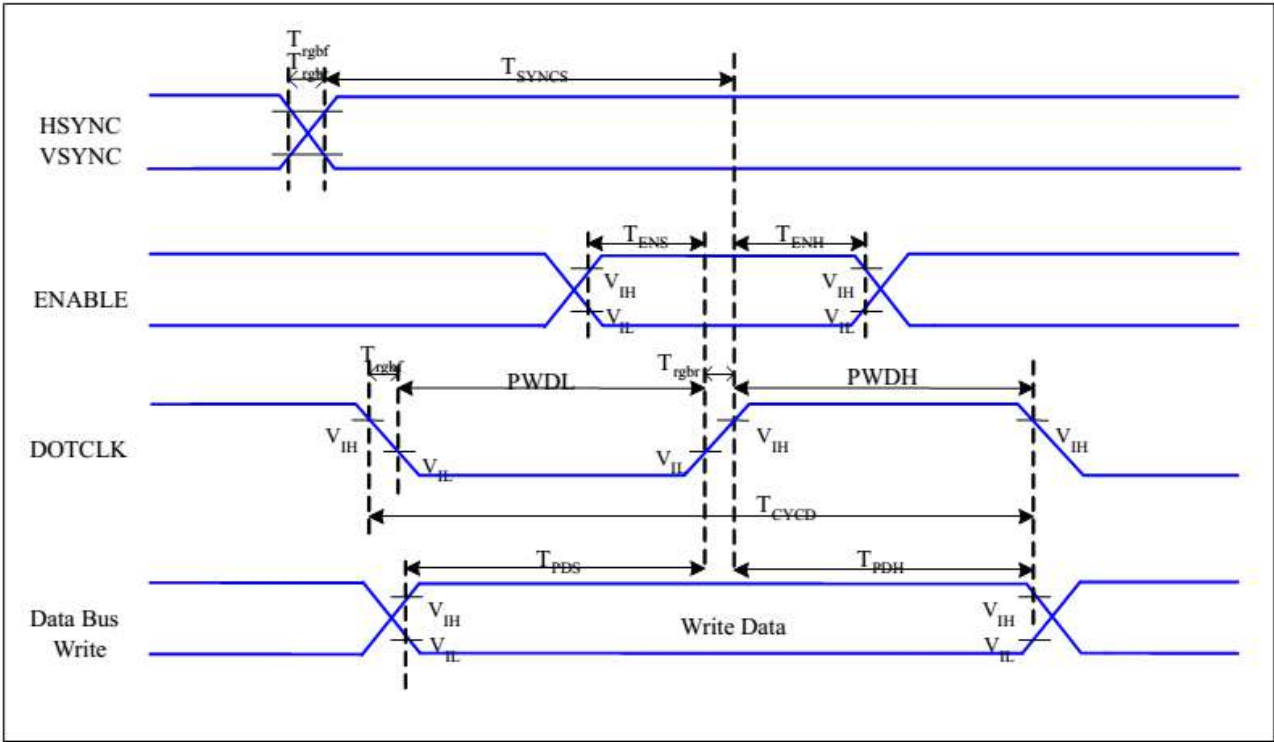 Trgbf
Trgbf TSYNCS
HSYNC
VSYNC
TENS TENH
VIH VIH
ENABLE
VIL VIL
Trgbf Trgbr
PWDL PWDH
VIH VIH VIH
DOTCLK
VIL VIL
TCYCD
TPDS TPDH
Data Bus VIH Write Data VIH
Write VIL VIL